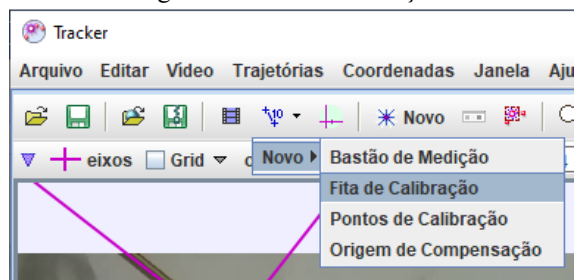 Tracker
Arquivo Editar Vídeo Trajetórias Coordenadas Janela
10 Novo
eixos Grid Novo Bastão de Medição
Fita de Calibração
Pontos de Calibração
Origem de Compensação